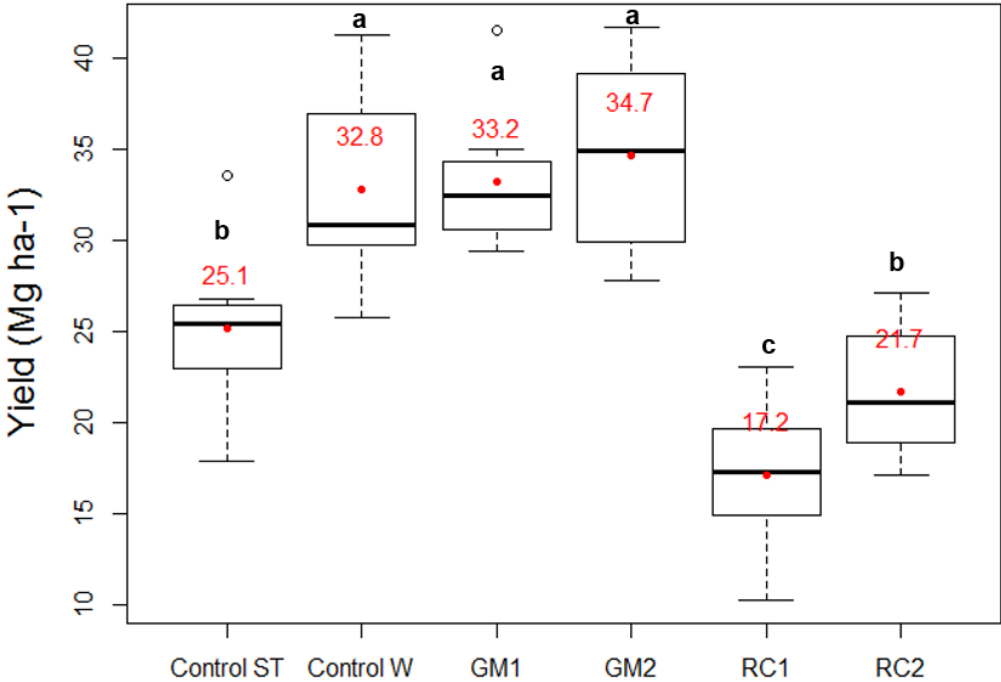 a
a
40
a
34.7
35
32.8
33.2
30
b
b
25.1
25
c
21.7
20
17.2
15
10
Yield (Mg ha-1)
Control ST Control W GM1 GM2 RC1 RC2